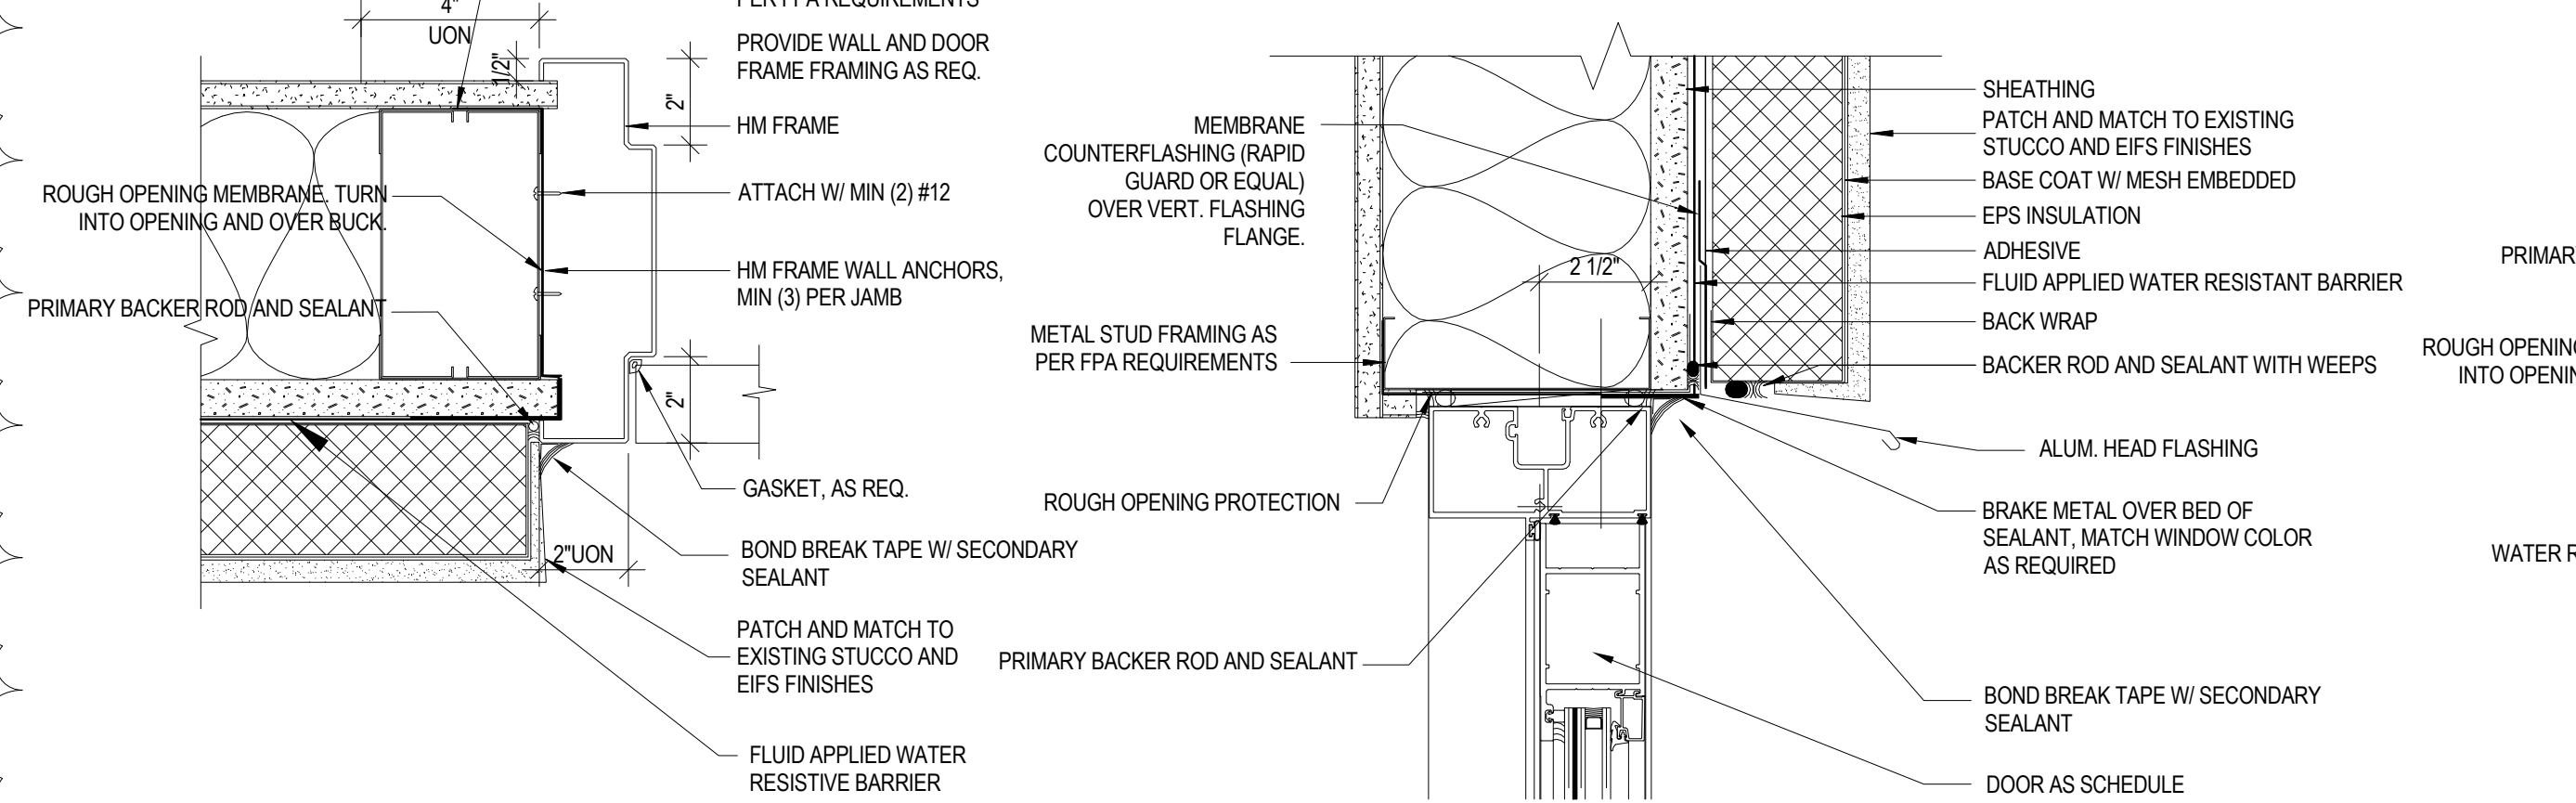 4"
UON
1/2"
2"
PER FPA REQUIREMENTS
PROVIDE WALL AND DOOR
FRAME FRAMING AS REQ.
HM FRAME
ATTACH W/ MIN (2) #12
HM FRAME WALL ANCHORS,
MIN (3) PER JAMB
ROUGH OPENING MEMBRANE. TURN
INTO OPENING AND OVER BUCK.
PRIMARY BACKER ROD AND SEALANT
2"
GASKET, AS REQ.
2"UON
BOND BREAK TAPE W/ SECONDARY
SEALANT
PATCH AND MATCH TO
EXISTING STUCCO AND
EIFS FINISHES
FLUID APPLIED WATER
RESISTIVE BARRIER
MEMBRANE
COUNTERFLASHING (RAPID
GUARD OR EQUAL)
OVER VERT. FLASHING
FLANGE.
2 1/2"
METAL STUD FRAMING AS
PER FPA REQUIREMENTS
ROUGH OPENING PROTECTION
PRIMARY BACKER ROD AND SEALANT
SHEATHING
PATCH AND MATCH TO EXISTING
STUCCO AND EIFS FINISHES
BASE COAT W/ MESH EMBEDDED
EPS INSULATION
ADHESIVE
FLUID APPLIED WATER RESISTANT BARRIER
BACK WRAP
BACKER ROD AND SEALANT WITH WEEPS
ALUM. HEAD FLASHING
BRAKE METAL OVER BED OF
SEALANT, MATCH WINDOW COLOR
AS REQUIRED
BOND BREAK TAPE W/ SECONDARY
SEALANT
DOOR AS SCHEDULE
PRIMAR
ROUGH OPENING
INTO OPENIN
WATER R